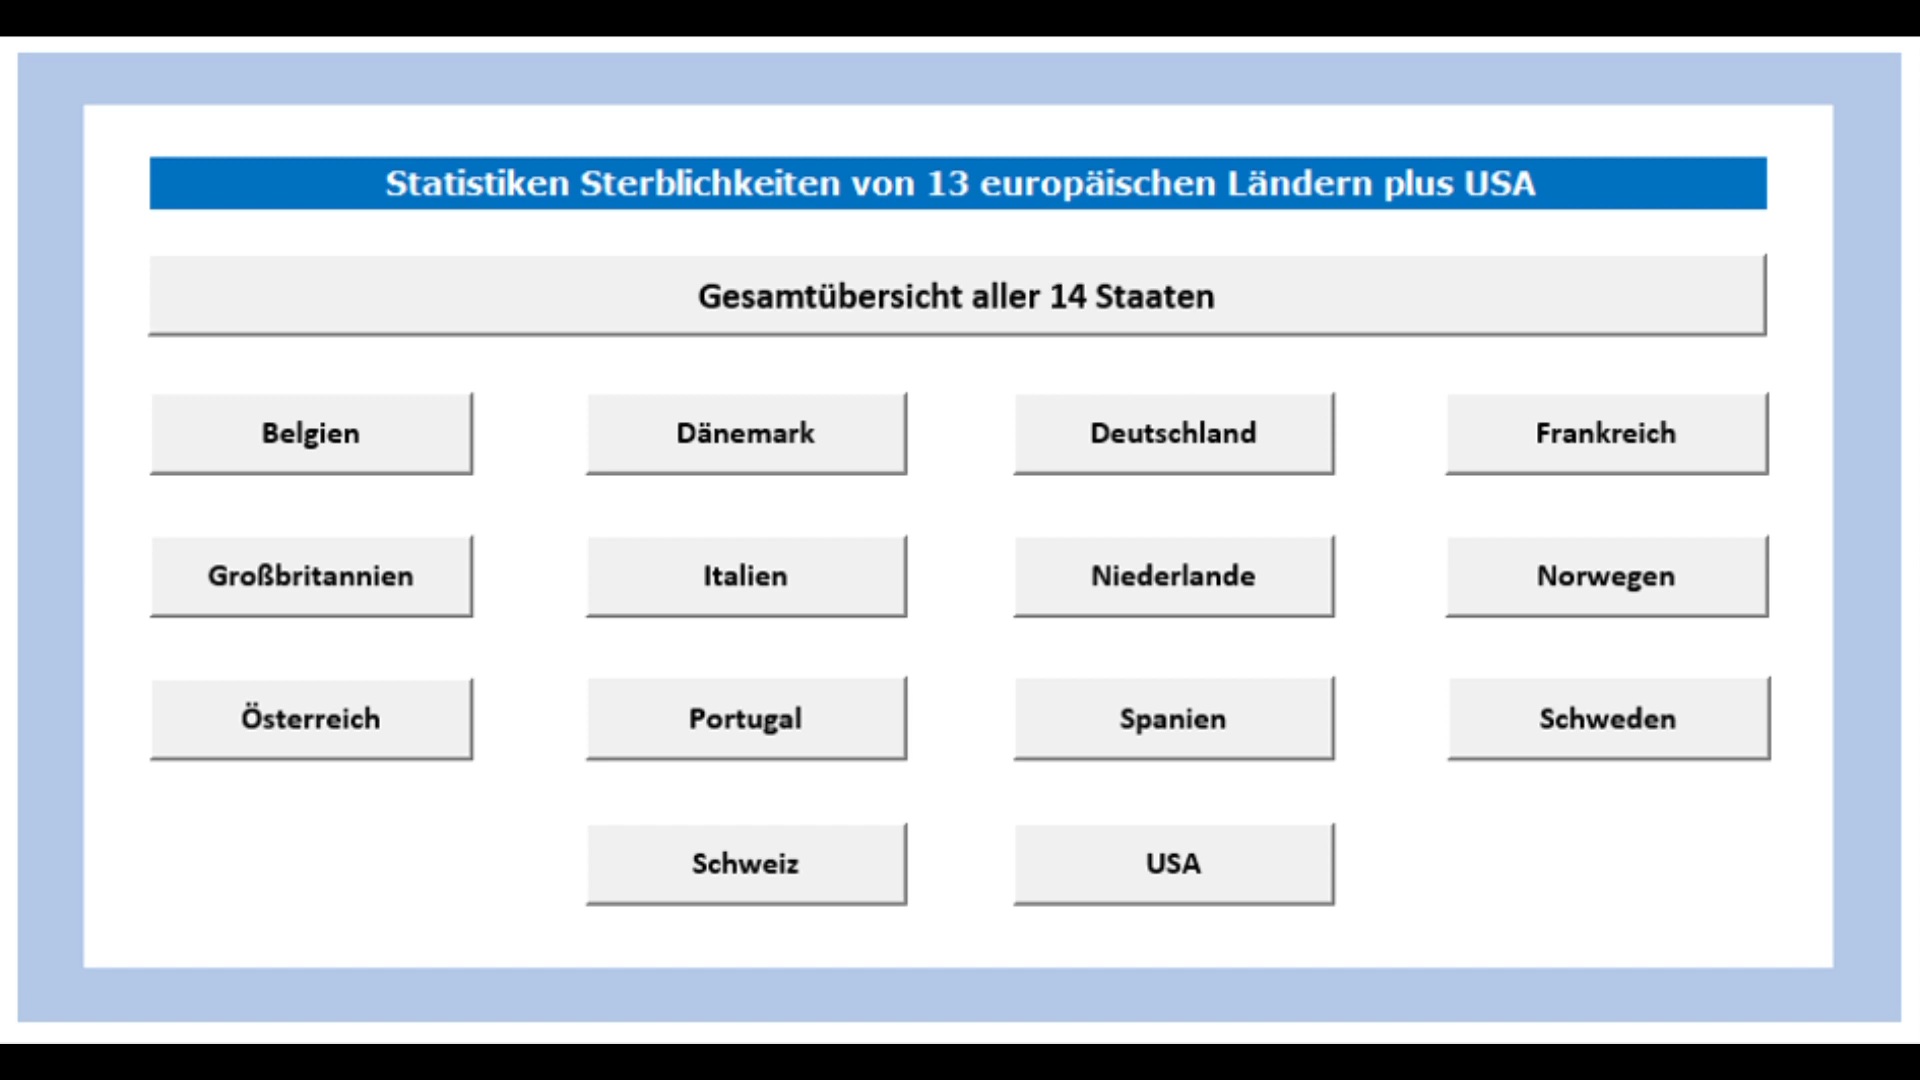 Statistiken Sterblichkeiten von 13 europäischen Ländern plus USA
Gesamtübersicht aller 14 Staaten
Belgien
Dänemark
Deutschland
Frankreich
Großbritannien
Italien
Niederlande
Norwegen
Österreich
Portugal
Spanien
Schweden
Schweiz
USA